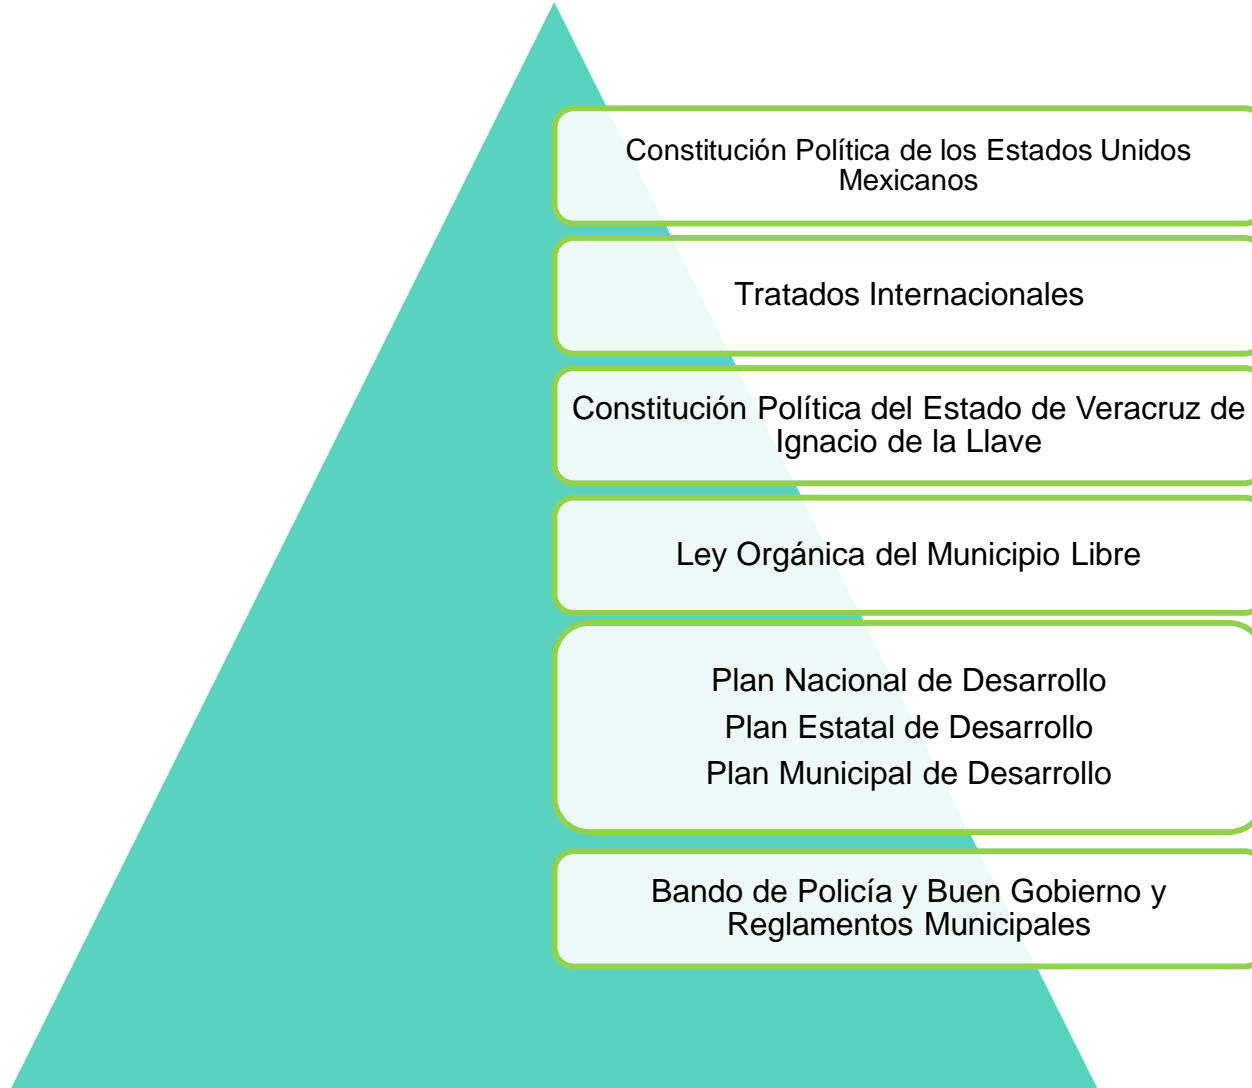 Constitución Política de los Estados Unidos
Mexicanos
Tratados Internacionales
Constitución Política del Estado de Veracruz de
Ignacio de la Llave
Ley Orgánica del Municipio Libre
Plan Nacional de Desarrollo
Plan Estatal de Desarrollo
Plan Municipal de Desarrollo
Bando de Policía y Buen Gobierno y
Reglamentos Municipales